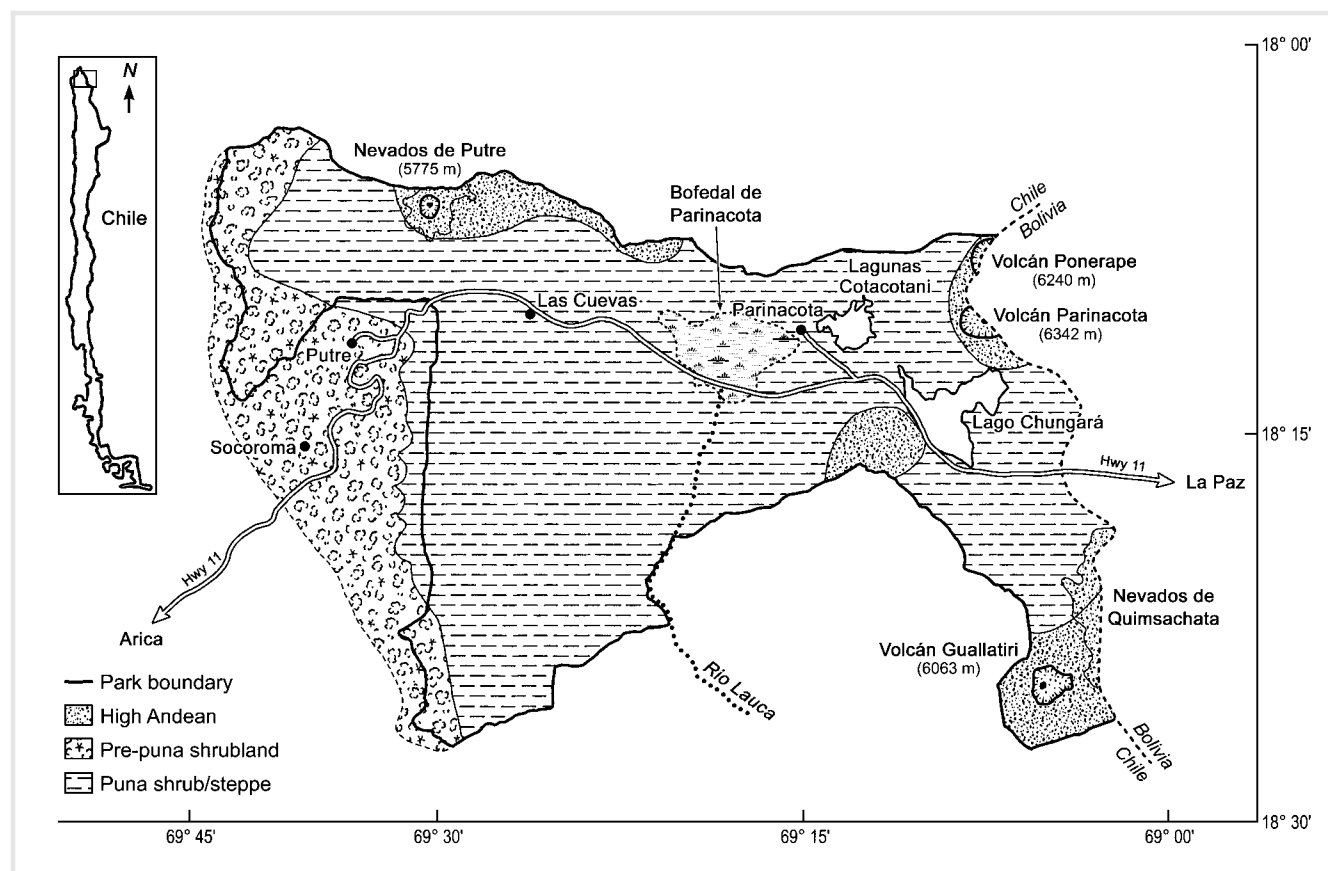 18° 00'
N
Chile
Nevados de Putre
(5775 m)
Bofedal de
Parinacota
Chile
Bolivia
Volcán Ponerape
(6240 m)
Lagunas
Cotacotani
Las Cuevas
Parinacota
Volcán Parinacota
(6342 m)
Putre
Socoroma
Lago Chungará
18° 15'
Hwy 11
La Paz
Hwy 11
Arica
Nevados de
Quimsachata
Volcán Guallatiri
(6063 m)
Rio Lauca
Bolivia
Chile
Park boundary
High Andean
Pre-puna shrubland
Puna shrub/steppe
18° 30'
69° 45'
69° 30'
69° 15'
69° 00'